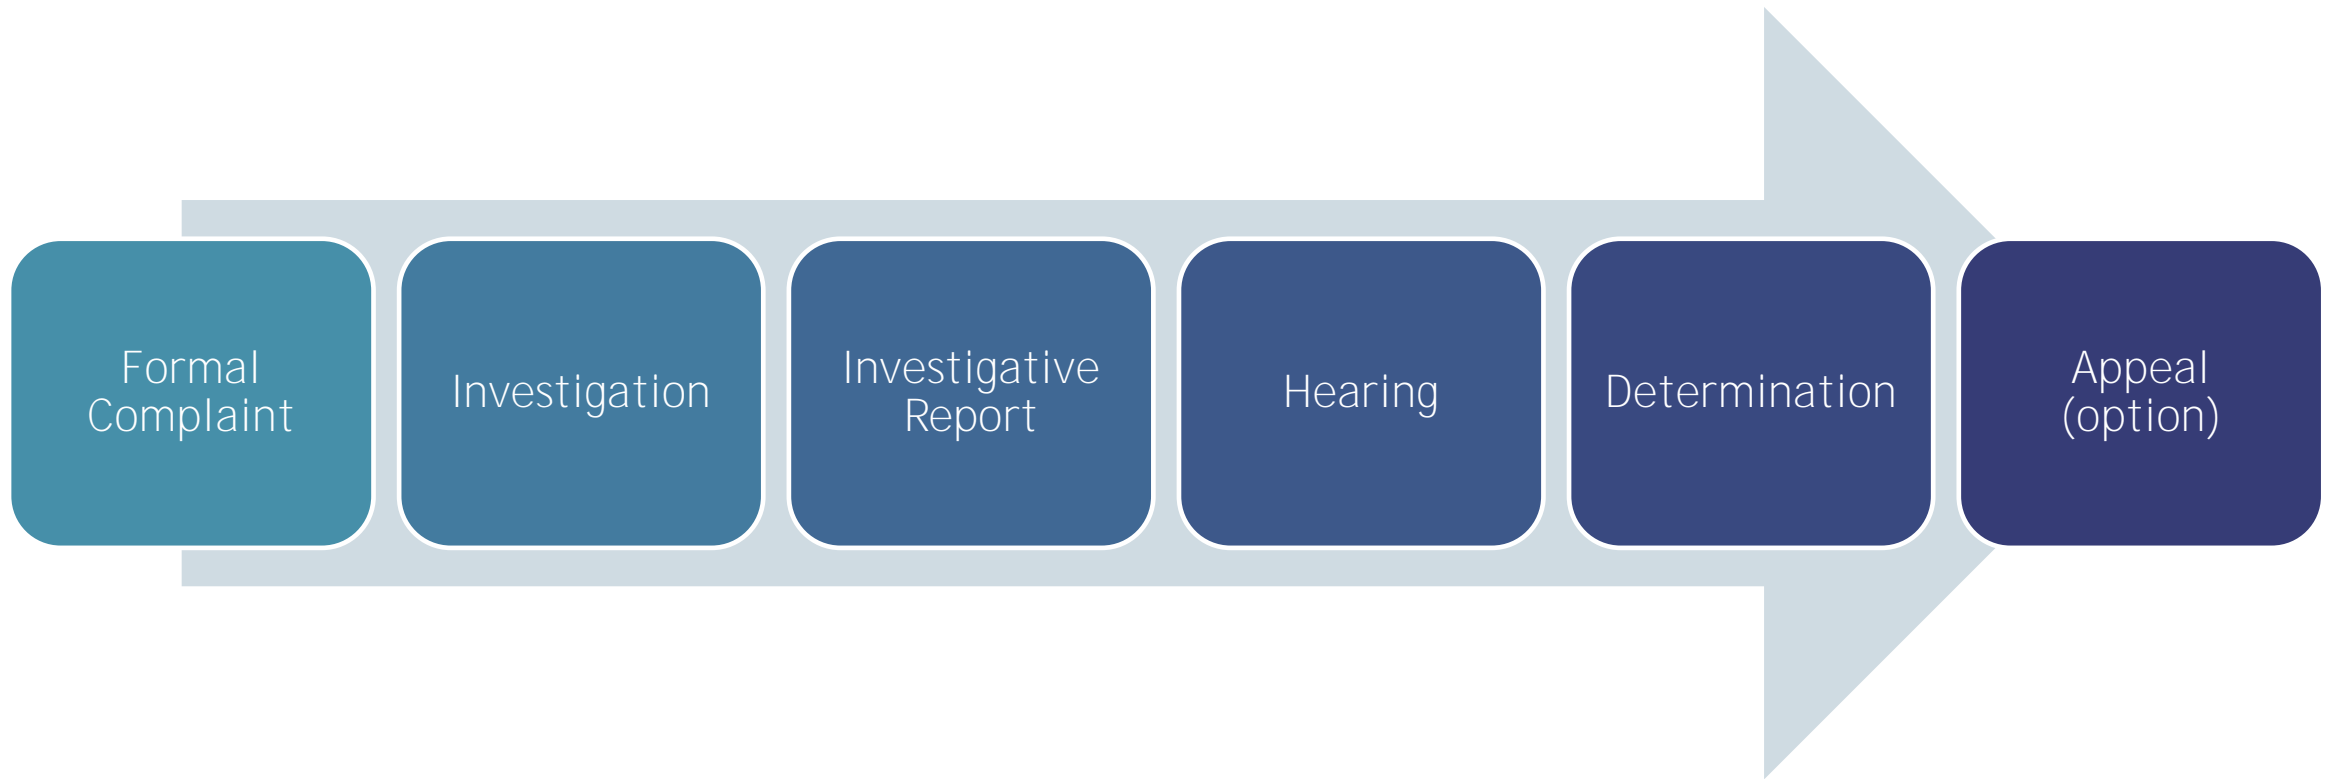 Formal
Complaint
Investigation
Investigative
Report
Hearing
Determination
Appeal
(option)